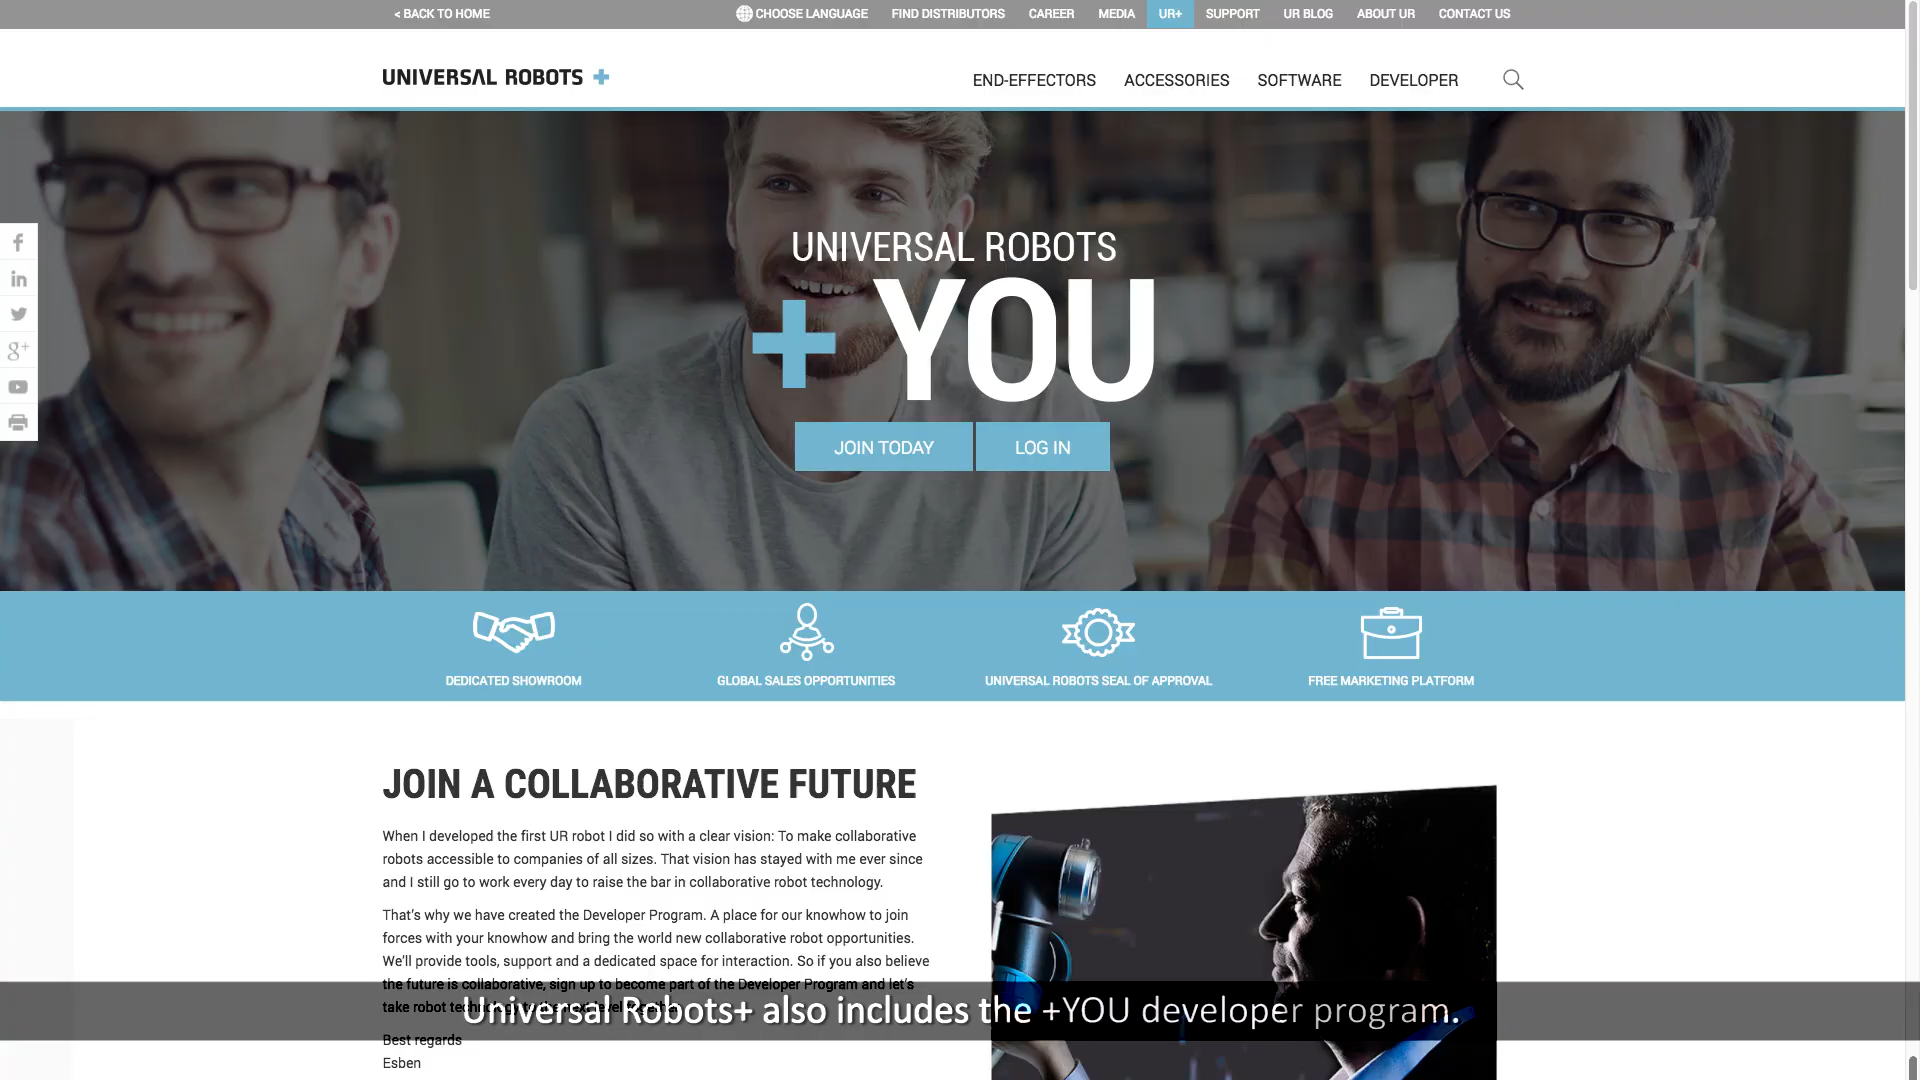 < BACK TO HOME
CHOOSE LANGUAGE
FIND DISTRIBUTORS
CAREER
MEDIA
UR+
SUPPORT
UR BLOG
ABOUT UR
CONTACT US
UNIVERSAL ROBOTS +
END-EFFECTORS
ACCESSORIES
SOFTWARE
DEVELOPER
UNIVERSAL ROBOTS
+YOU
JOIN TODAY
LOG IN
DEDICATED SHOWROOM
GLOBAL SALES OPPORTUNITIES
UNIVERSAL ROBOTS SEAL OF APPROVAL
FREE MARKETING PLATFORM
JOIN A COLLABORATIVE FUTURE
When I developed the first UR robot I did so with a clear vision: To make collaborative
robots accessible to companies of all sizes. That vision has stayed with me ever since
and I still go to work every day to raise the bar in collaborative robot technology.
That's why we have created the Developer Program. A place for our knowhow to join
forces with your knowhow and bring the world new collaborative robot opportunities.
We'll provide tools, support and a dedicated space for interaction. So if you also believe
the future is collaborative, sign up to become part of the Developer Program and let's
take robot technology to the next level together.
Universal Robots+ also includes the +YOU developer program.
Best regards
Esben